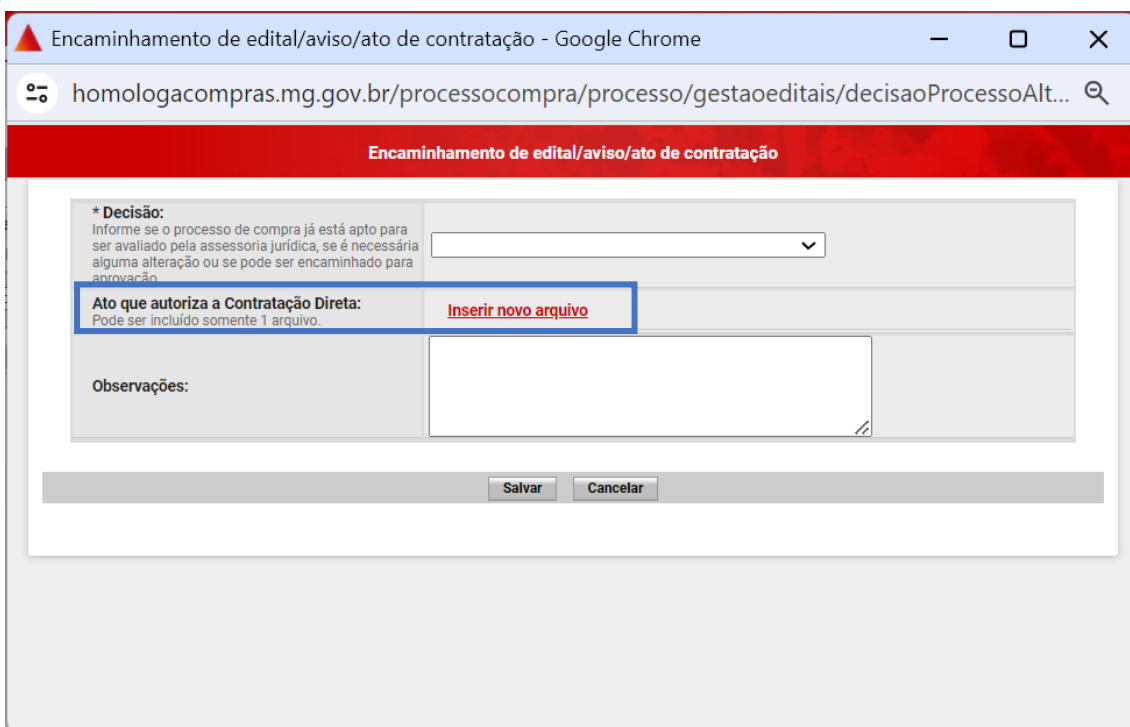 Encaminhamento de edital/aviso/ato de contratação - Google Chrome
homologacompras.mg.gov.br/processocompra/processo/gestaoeditais/decisaoProcessoAlt...
Encaminhamento de edital/aviso/ato de contratação
* Decisão:
Informe se o processo de compra já está apto para
ser avaliado pela assessoria jurídica, se é necessária
alguma alteração ou se pode ser encaminhado para
aprovação
Ato que autoriza a Contratação Direta:
Pode ser incluído somente 1 arquivo.
Inserir novo arquivo
Observações:
Salvar Cancelar